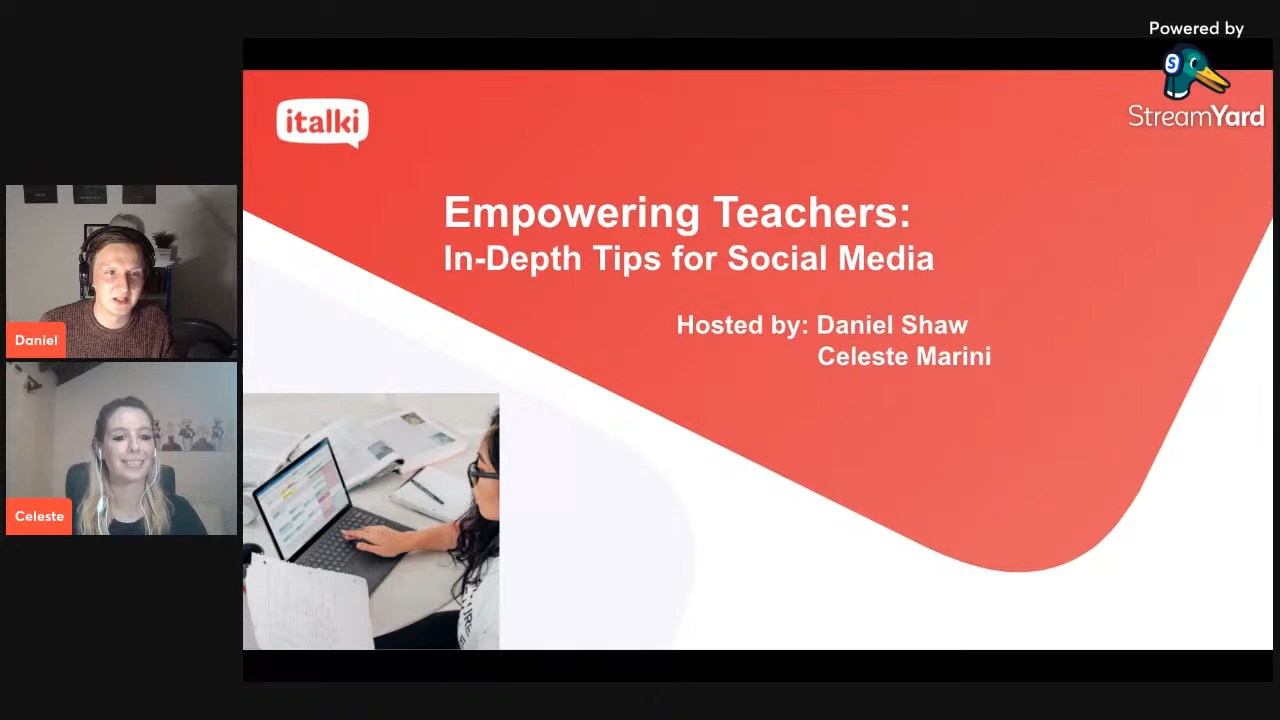 Powered by
StreamYard
S
italki
Empowering Teachers:
In-Depth Tips for Social Media
Hosted by: Daniel Shaw
Celeste Marini
Daniel
Celeste